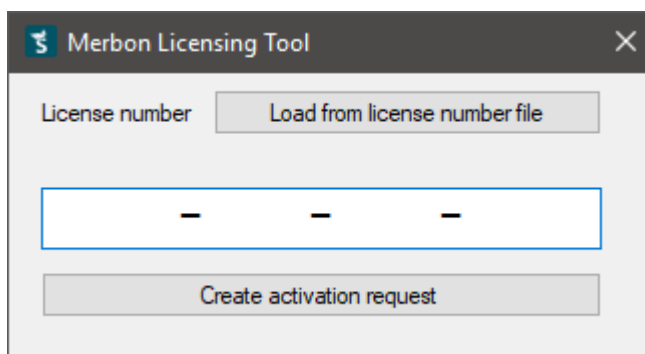 Merbon Licensing Tool
License number Load from license number file
– – –
Create activation request